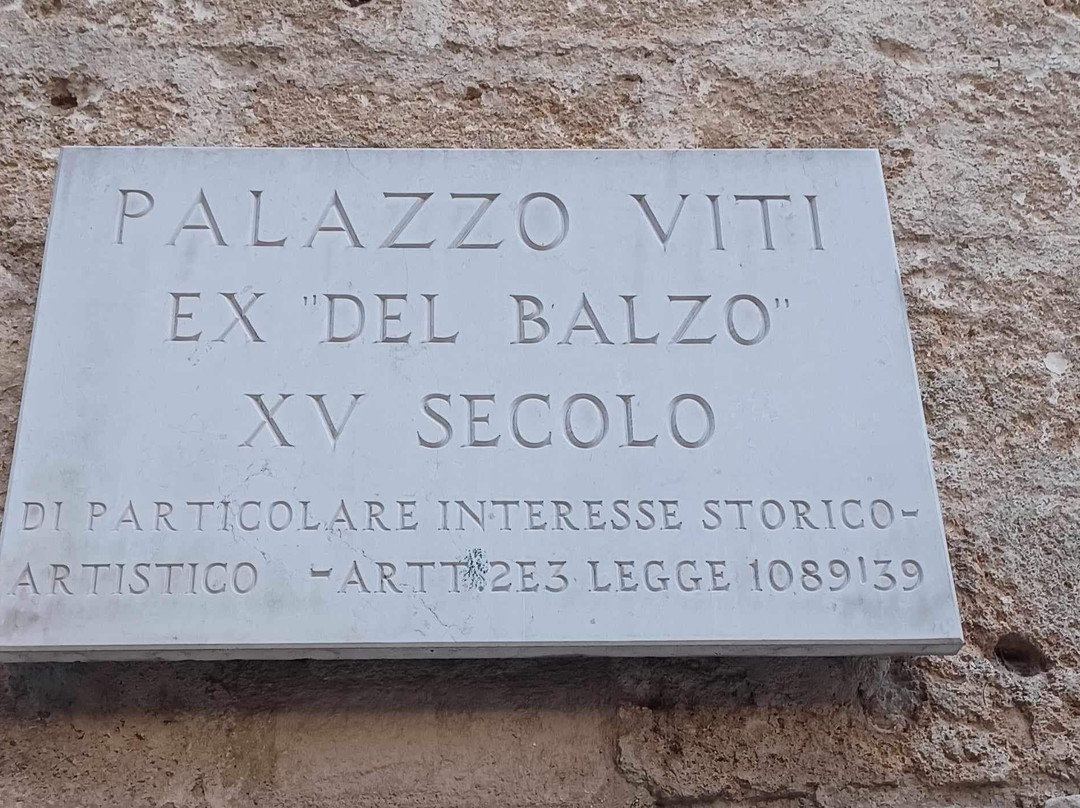 PALAZZO VITI
EX "DEL BALZO"
XV SECOLO
DI PARTICOLARE INTERESSE STORICO-
ARTISTICO -ARTT.2E3 LEGGE 1089'39